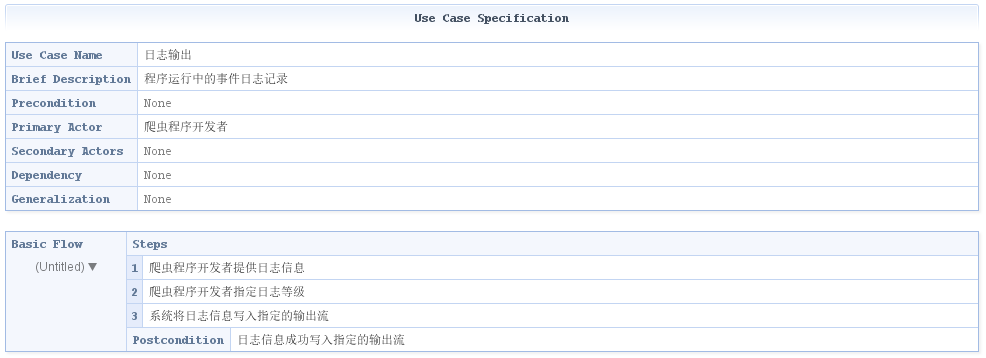 Use Case Specification
Use Case Name 日志输出
Brief Description 程序运行中的事件日志记录
Precondition None
Primary Actor 爬虫程序开发者
Secondary Actors None
Dependency None
Generalization None
Basic Flow Steps
(Untitled) ▼
1 爬虫程序开发者提供日志信息
2 爬虫程序开发者指定日志等级
3 系统将日志信息写入指定的输出流
Postcondition 日志信息成功写入指定的输出流